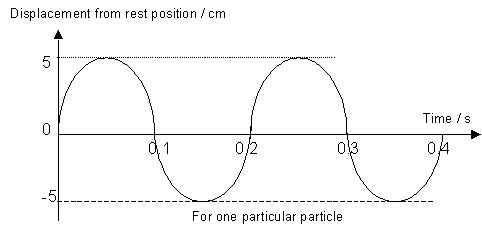 Displacement from rest position / cm
5
0
Time / s
0.1 0.2 0.3 0.4
-5
For one particular particle